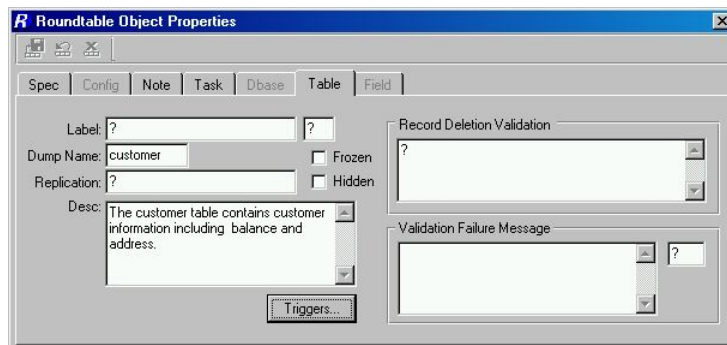 R Roundtable Object Properties
Spec Config Note Task Dbase Table Field
Label: ? ?
Dump Name: customer Frozen
Replication: ? Hidden
Desc: The customer table contains customer
information including balance and
address.
Triggers...
Record Deletion Validation
?
Validation Failure Message
?